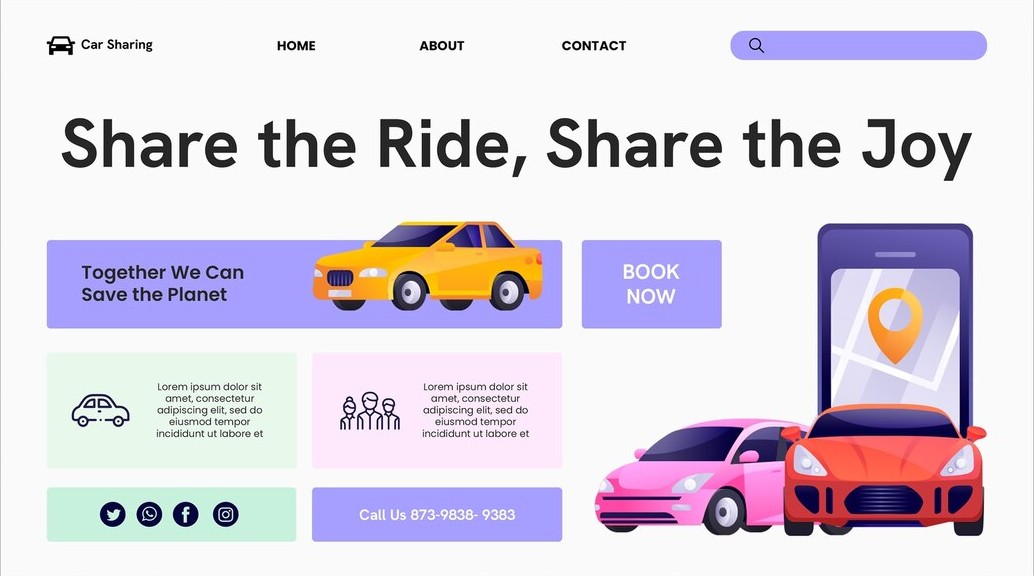 Car Sharing
HOME
ABOUT
CONTACT
Share the Ride, Share the Joy
Together We Can
Save the Planet
BOOK
NOW
Lorem ipsum dolor sit
amet, consectetur
adipiscing elit, sed do
eiusmod tempor
incididunt ut labore et
Lorem ipsum dolor sit
amet, consectetur
adipiscing elit, sed do
eiusmod tempor
incididunt ut labore et
Call Us 873-9838- 9383